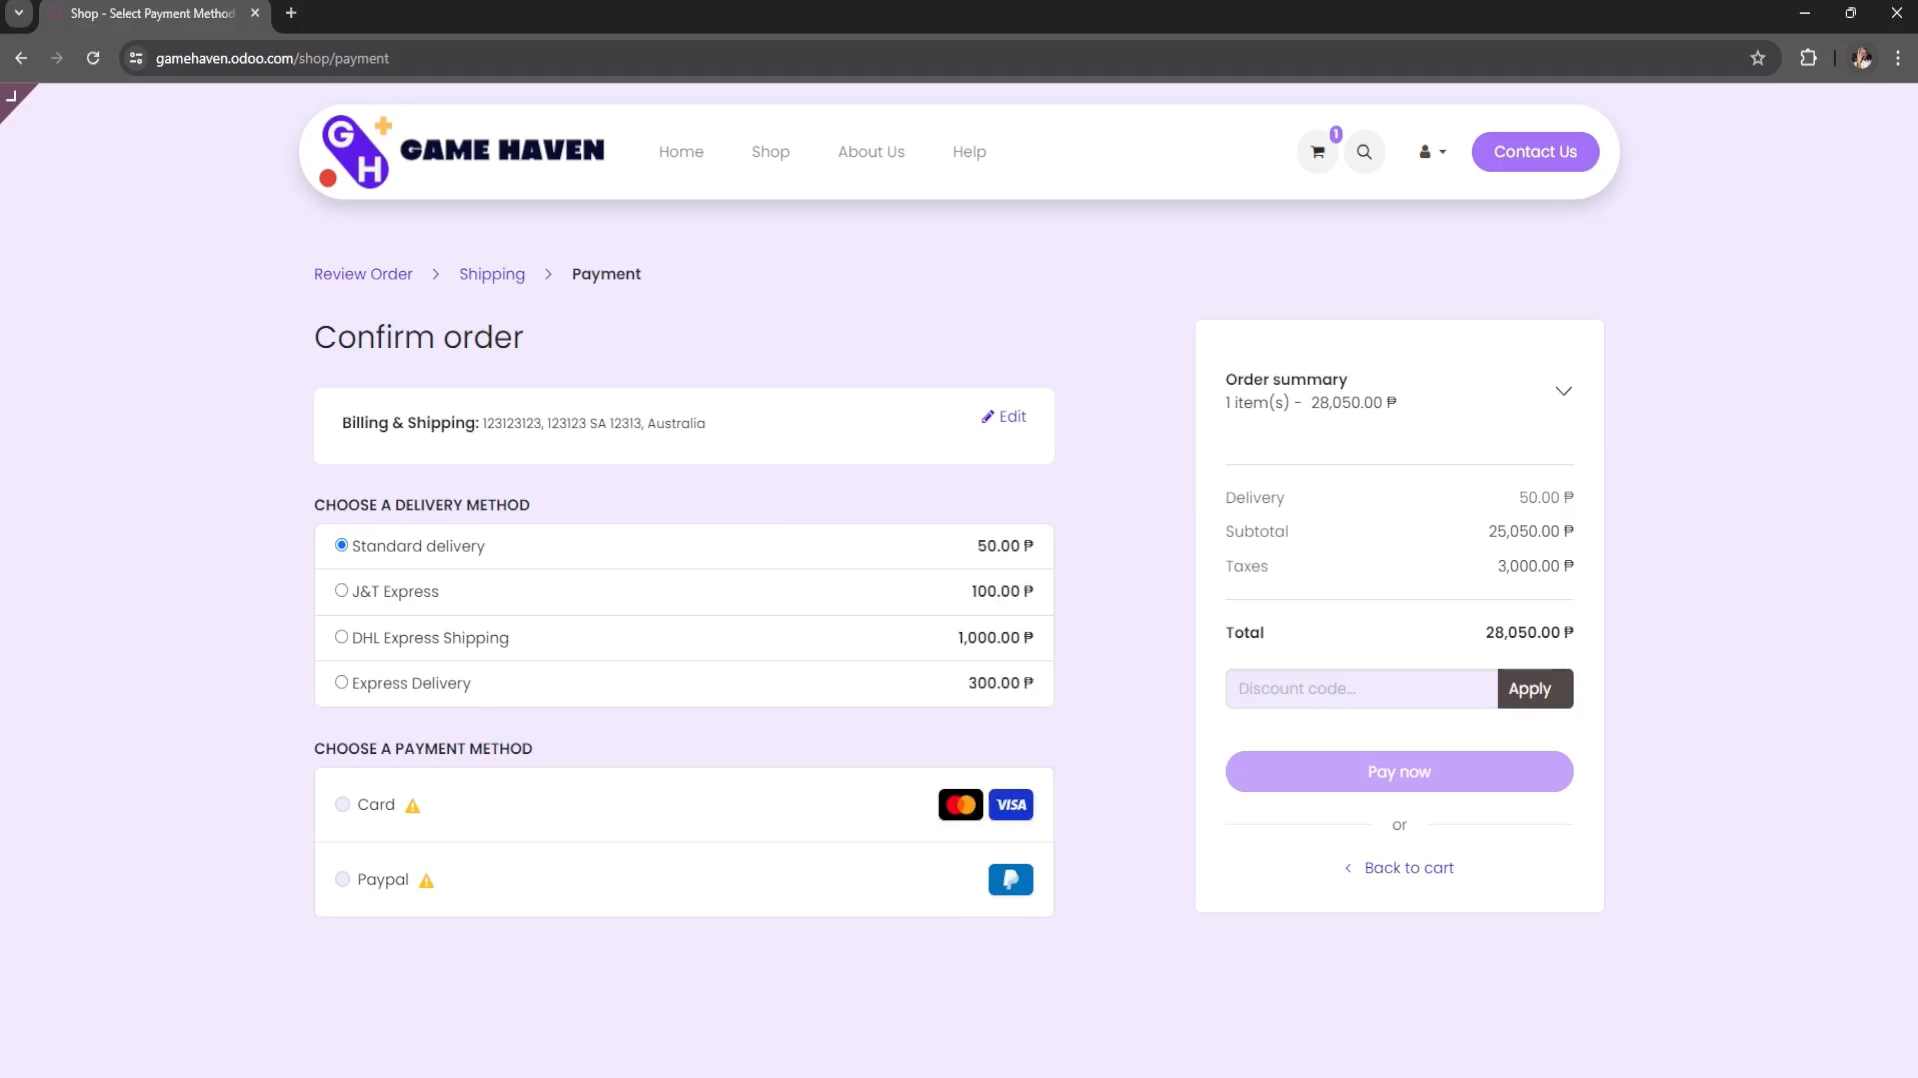 Shop - Select Payment Method
gamehaven.odoo.com/shop/payment
GH GAME HAVEN
Home
Shop
About Us
Help
1
Contact Us
Review Order > Shipping > Payment
Confirm order
Billing & Shipping: 123123123, 123123 SA 12313, Australia
Edit
CHOOSE A DELIVERY METHOD
Standard delivery 50.00 ₱
J&T Express 100.00 ₱
DHL Express Shipping 1,000.00 ₱
Express Delivery 300.00 ₱
CHOOSE A PAYMENT METHOD
Card
VISA
Paypal
Order summary
1 item(s) - 28,050.00 ₱
Delivery 50.00 ₱
Subtotal 25,050.00 ₱
Taxes 3,000.00 ₱
Total 28,050.00 ₱
Discount code...
Apply
Pay now
or
< Back to cart